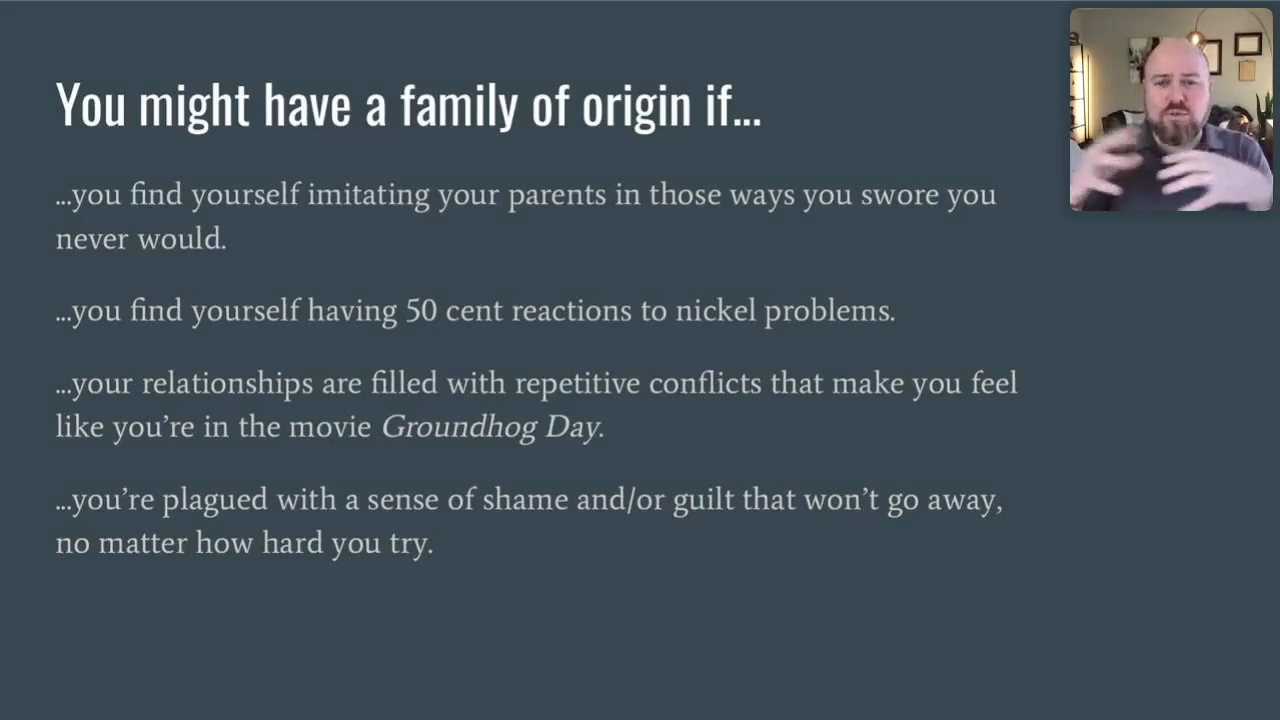 You might have a family of origin if...
...you find yourself imitating your parents in those ways you swore you
never would.
...you find yourself having 50 cent reactions to nickel problems.
...your relationships are filled with repetitive conflicts that make you feel
like you’re in the movie Groundhog Day.
...you’re plagued with a sense of shame and/or guilt that won’t go away,
no matter how hard you try.